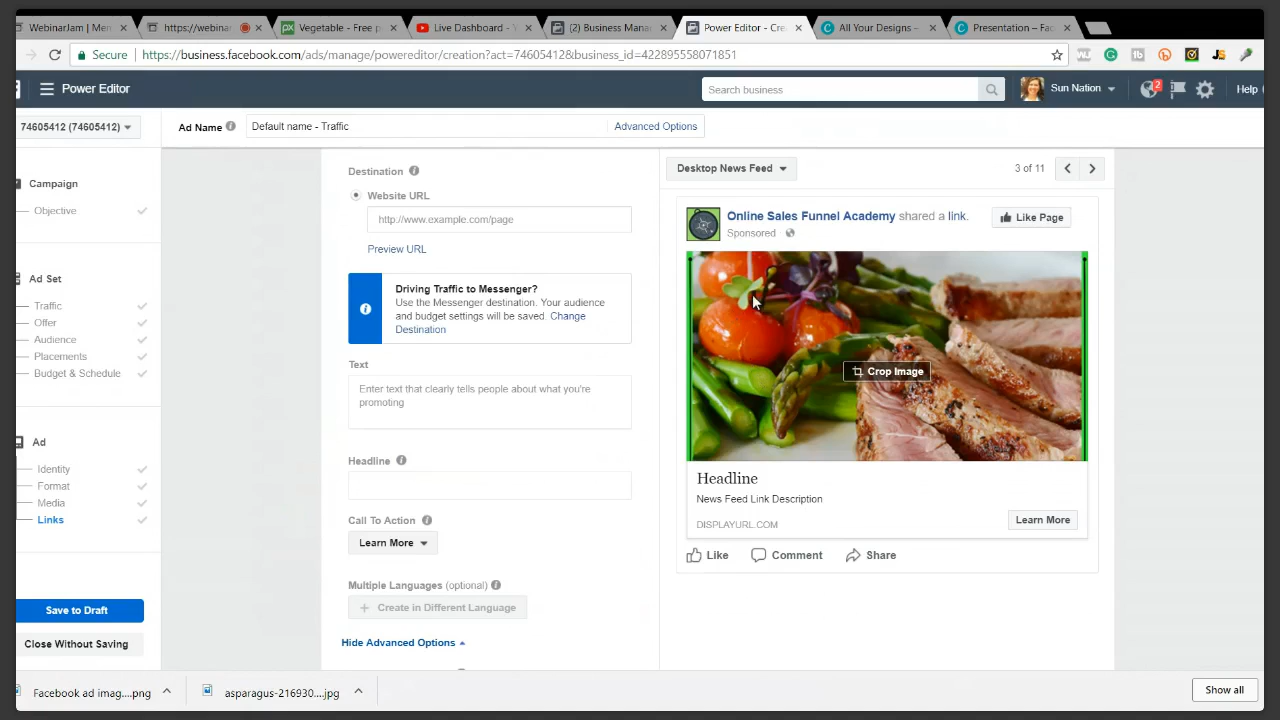 WebinarJam | Mem
https://webinar
Vegetable - Free p
Live Dashboard - Y
(2) Business Manag
Power Editor - Cre
All Your Designs –
Presentation – Fac
Secure
https://business.facebook.com/ads/manage/powereditor/creation?act=74605412&business_id=422895558071851
Power Editor
Search business
Sun Nation
2
Help
74605412 (74605412)
Ad Name
Default name - Traffic
Advanced Options
Campaign
Objective
Ad Set
Traffic
Offer
Audience
Placements
Budget & Schedule
Ad
Identity
Format
Media
Links
Save to Draft
Close Without Saving
Destination
Website URL
http://www.example.com/page
Preview URL
Driving Traffic to Messenger?
Use the Messenger destination. Your audience
and budget settings will be saved. Change
Destination
Text
Enter text that clearly tells people about what you're
promoting
Headline
Call To Action
Learn More
Multiple Languages (optional)
+ Create in Different Language
Hide Advanced Options
Desktop News Feed
3 of 11
Online Sales Funnel Academy shared a link.
Sponsored
Like Page
Crop Image
Headline
News Feed Link Description
DISPLAYURL.COM
Learn More
Like
Comment
Share
Facebook ad imag....png
asparagus-216930....jpg
Show all